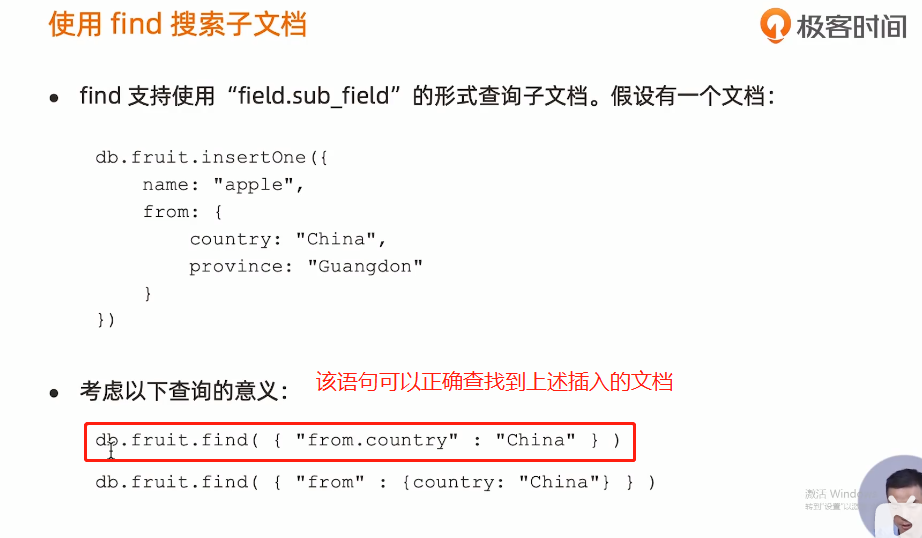 使用 find 搜索子文档
极客时间
• find 支持使用“field.sub_field”的形式查询子文档。假设有一个文档：
db.fruit.insertOne({
name: "apple",
from: {
country: "China",
province: "Guangdon"
}
})
• 考虑以下查询的意义：
该语句可以正确查找到上述插入的文档
db.fruit.find( { "from.country" : "China" } )
db.fruit.find( { "from" : {country: "China"} } )
激活 Wind
转到"设置"以